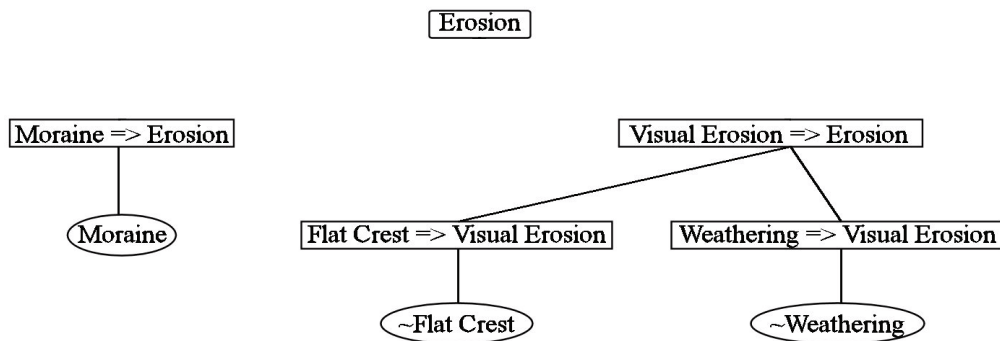 Erosion
Moraine => Erosion
Visual Erosion => Erosion
Moraine
Flat Crest => Visual Erosion
Weathering => Visual Erosion
~Flat Crest
~Weathering